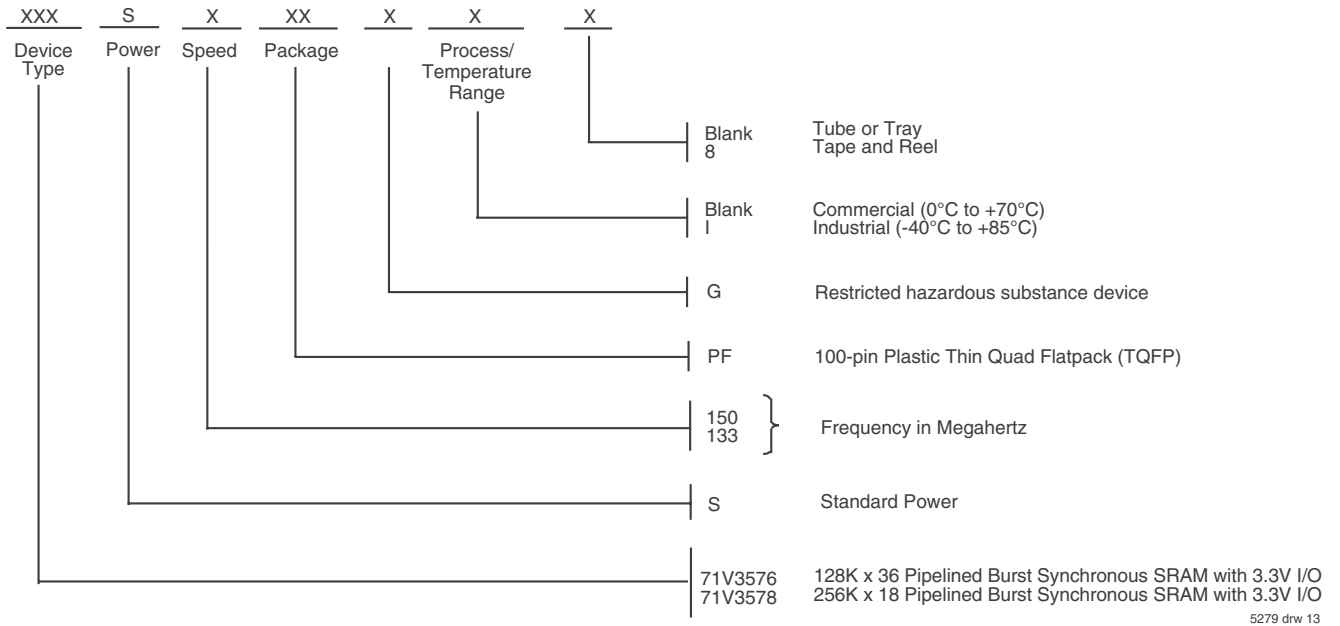 XXX S X XX X X X
Device Type Power Speed Package Process/ Temperature Range
Blank Tube or Tray
8 Tape and Reel
Blank Commercial (0°C to +70°C)
I Industrial (-40°C to +85°C)
G Restricted hazardous substance device
PF 100-pin Plastic Thin Quad Flatpack (TQFP)
150
133
Frequency in Megahertz
S Standard Power
71V3576 128K x 36 Pipelined Burst Synchronous SRAM with 3.3V I/O
71V3578 256K x 18 Pipelined Burst Synchronous SRAM with 3.3V I/O
5279 drw 13